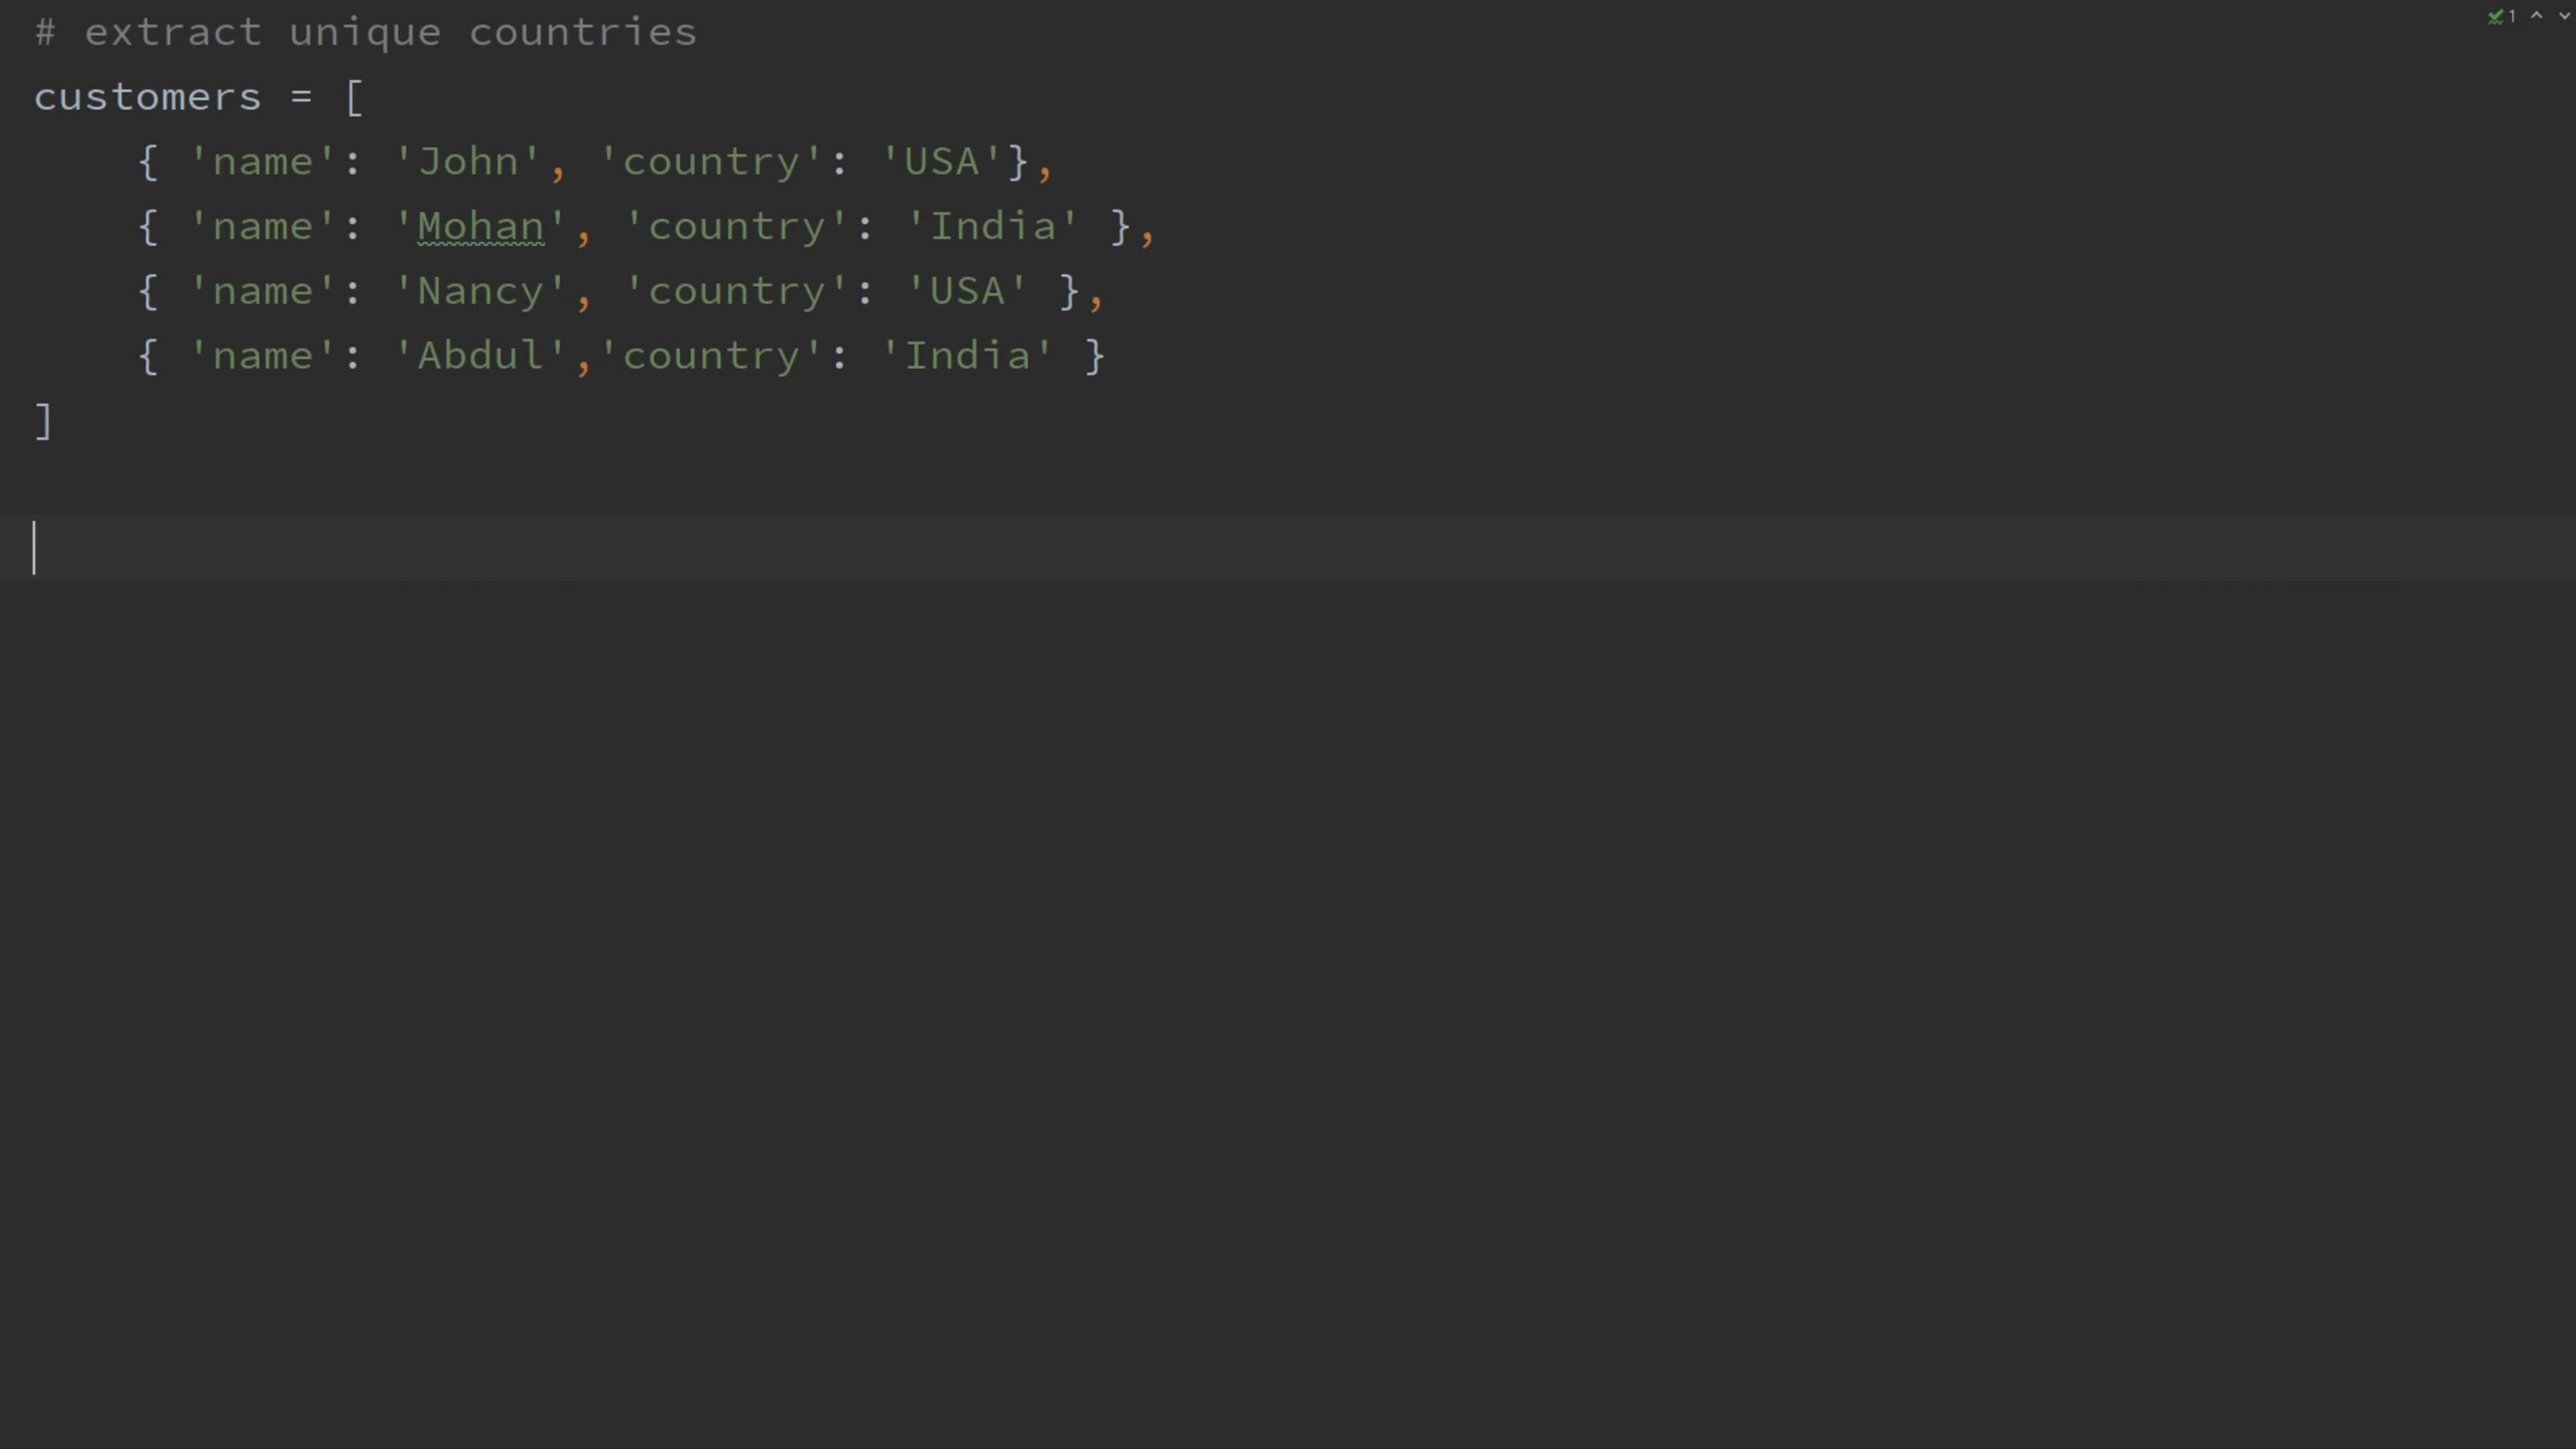 # extract unique countries
customers = [
    { 'name': 'John', 'country': 'USA'},
    { 'name': 'Mohan', 'country': 'India' },
    { 'name': 'Nancy', 'country': 'USA' },
    { 'name': 'Abdul','country': 'India' }
]
1